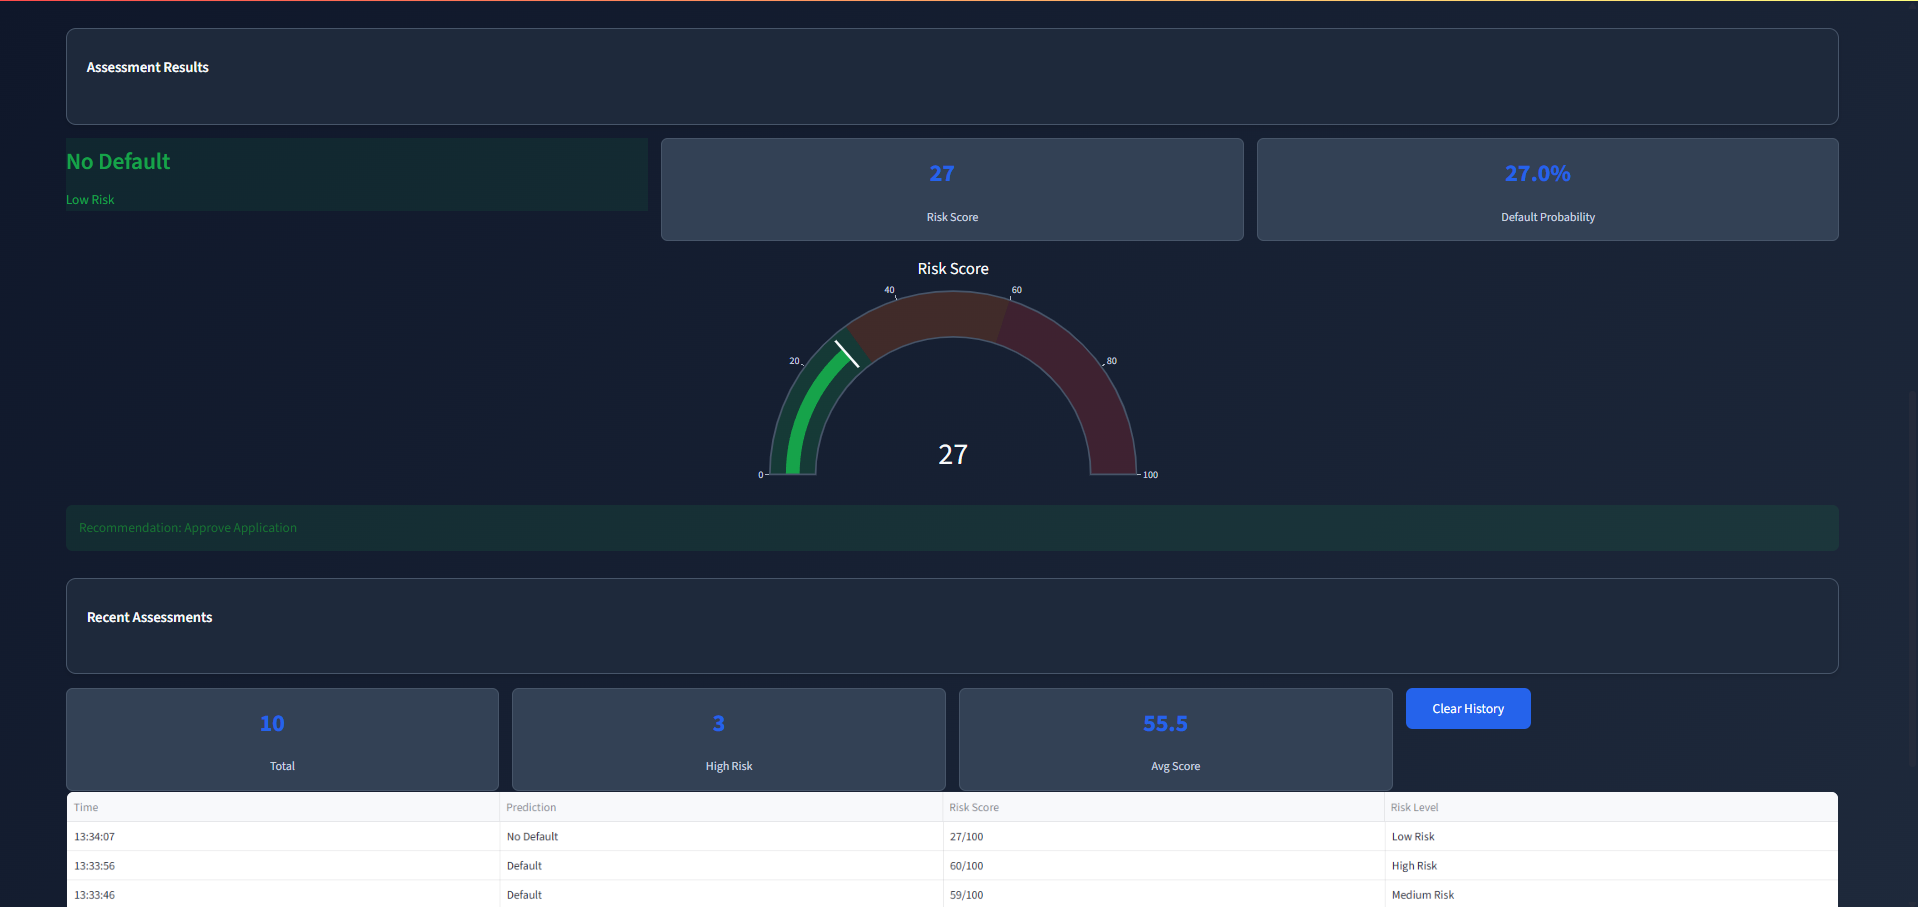 Assessment Results
No Default
Low Risk
27
Risk Score
27.0%
Default Probability
Risk Score
40
60
20
80
27
0
100
Recommendation: Approve Application
Recent Assessments
10
Total
3
High Risk
55.5
Avg Score
Clear History
Time Prediction Risk Score Risk Level
13:34:07 No Default 27/100 Low Risk
13:33:56 Default 60/100 High Risk
13:33:46 Default 59/100 Medium Risk